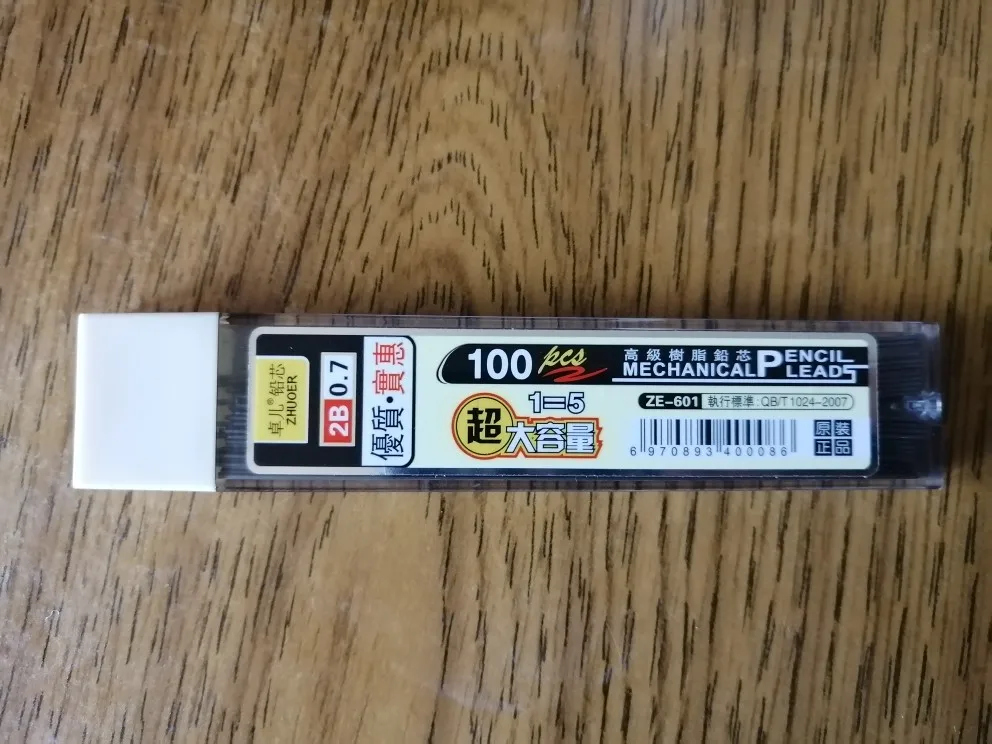 卓儿®铅芯
ZHUOER
2B 0.7
優質·實惠
100 pcs
高級樹脂鉛芯
MECHANICAL PENCIL LEADS
1=5
超大容量
ZE-601 執行標準:QB/T1024-2007
6 970893 400086
原装
正品